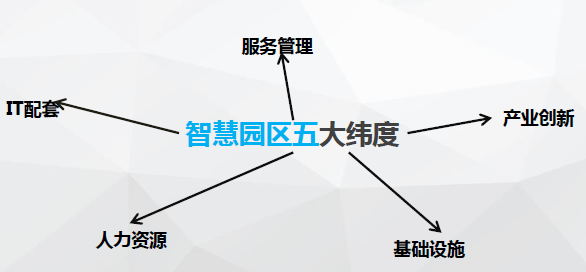 服务管理
IT配套
产业创新
智慧园区五大纬度
人力资源
基础设施